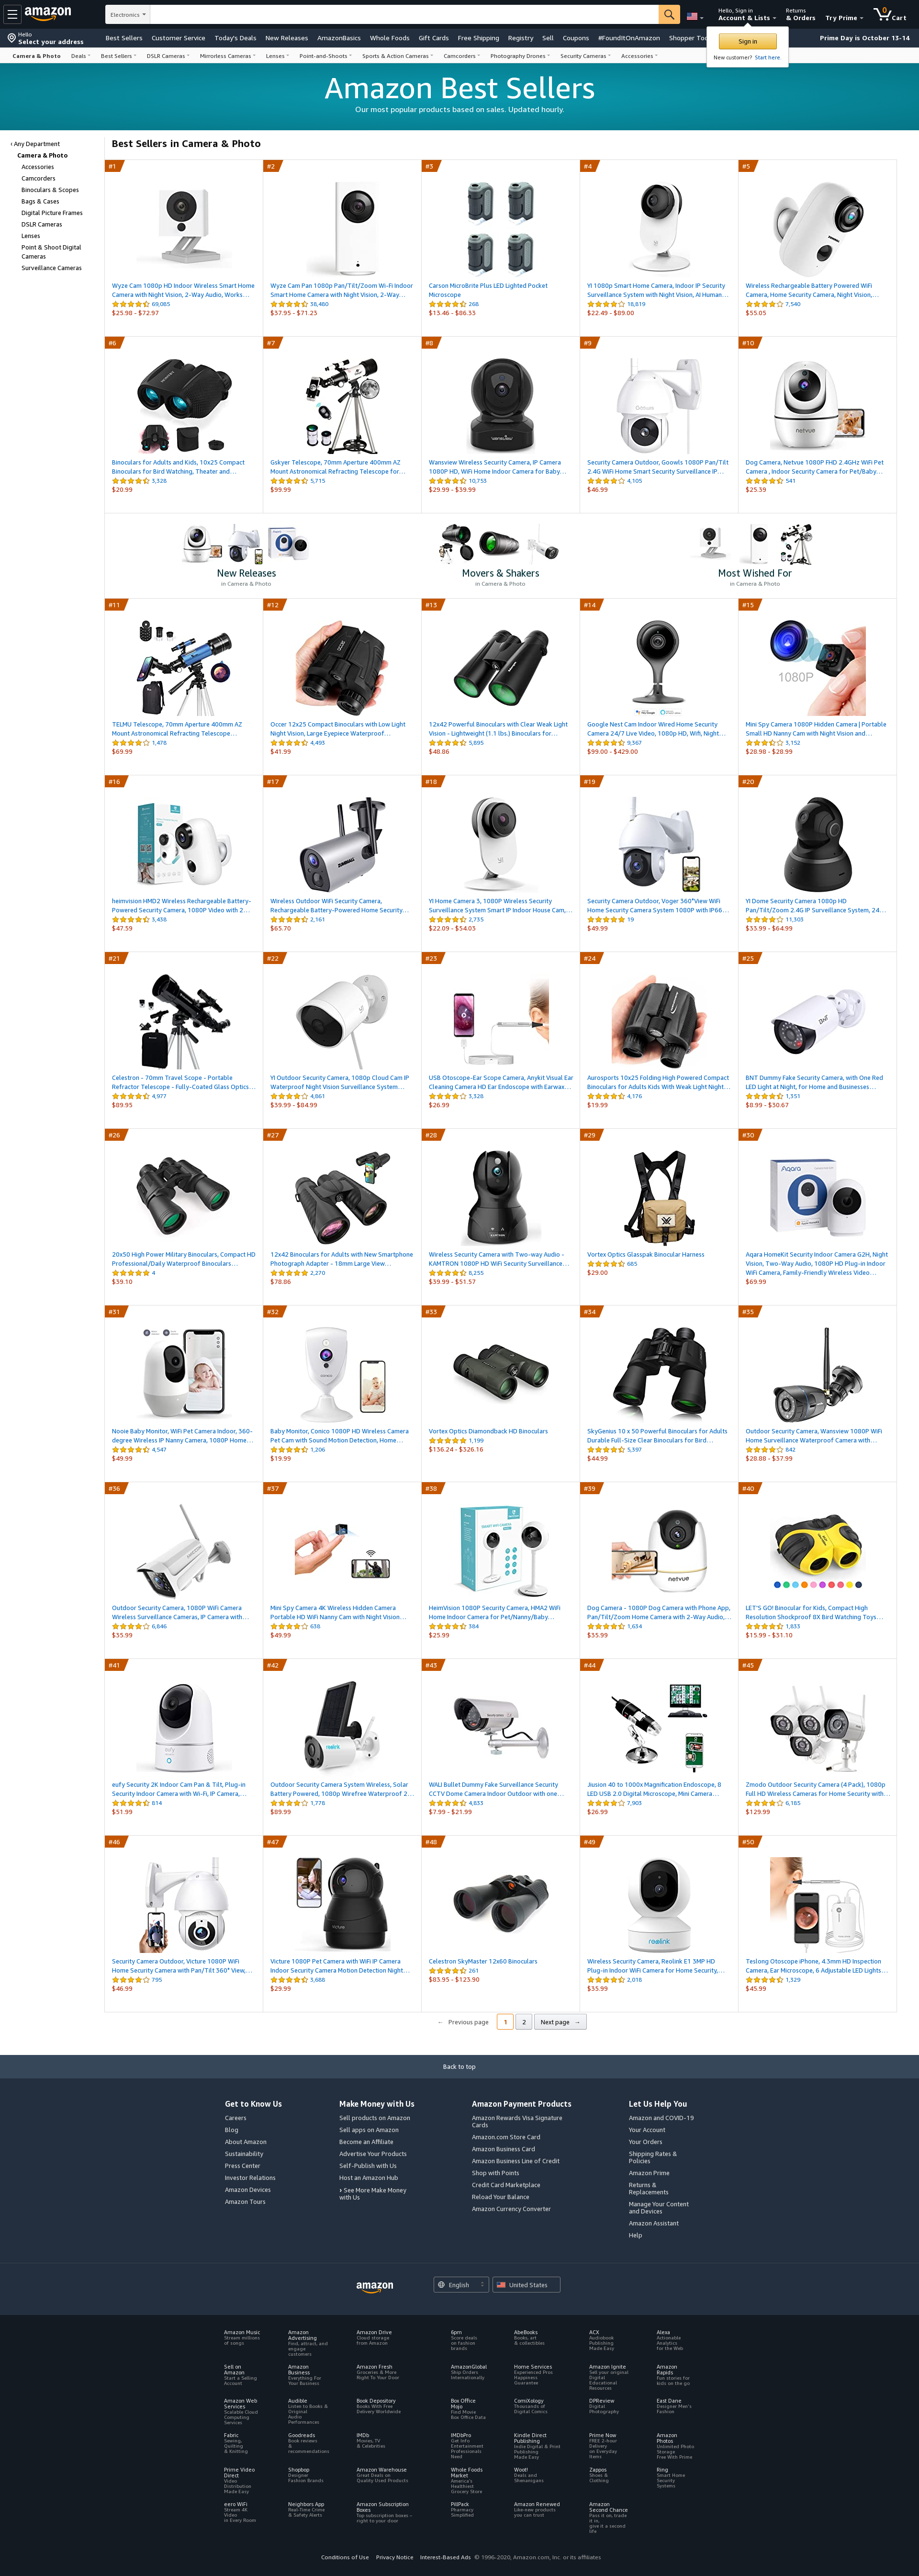 amazon
Electronics
Hello, Sign in
Account & Lists
Returns
& Orders
Try Prime
0
Cart
Hello
Select your address
Best Sellers
Customer Service
Today's Deals
New Releases
AmazonBasics
Whole Foods
Gift Cards
Free Shipping
Registry
Sell
Coupons
#FoundItOnAmazon
Shopper
Prime Day is October 13-14
Sign in
New customer? Start here.
Camera & Photo
Deals
Best Sellers
DSLR Cameras
Mirrorless Cameras
Lenses
Point-and-Shoots
Sports & Action Cameras
Camcorders
Photography Drones
Security Cameras
Accessories
Amazon Best Sellers
Our most popular products based on sales. Updated hourly.
‹ Any Department
Camera & Photo
Accessories
Camcorders
Binoculars & Scopes
Bags & Cases
Digital Picture Frames
DSLR Cameras
Lenses
Point & Shoot Digital
Cameras
Surveillance Cameras
Best Sellers in Camera & Photo
#1
Wyze Cam 1080p HD Indoor Wireless Smart Home
Camera with Night Vision, 2-Way Audio, Works…
69,065
$25.98 - $72.97
#2
Wyze Cam Pan 1080p Pan/Tilt/Zoom Wi-Fi Indoor
Smart Home Camera with Night Vision, 2-Way…
38,480
$37.95 - $71.23
#3
Carson MicroBrite Plus LED Lighted Pocket
Microscope
268
$13.46 - $86.33
#4
YI 1080p Smart Home Camera, Indoor IP Security
Surveillance System with Night Vision, AI Human…
18,819
$22.49 - $89.00
#5
Wireless Rechargeable Battery Powered WiFi
Camera, Home Security Camera, Night Vision,…
7,540
$55.05
#6
Binoculars for Adults and Kids, 10x25 Compact
Binoculars for Bird Watching, Theater and…
3,328
$20.99
#7
Gskyer Telescope, 70mm Aperture 400mm AZ
Mount Astronomical Refracting Telescope for…
5,715
$99.99
#8
Wansview Wireless Security Camera, IP Camera
1080P HD, WiFi Home Indoor Camera for Baby…
10,753
$29.99 - $39.99
#9
Security Camera Outdoor, Goowls 1080P Pan/Tilt
2.4G WiFi Home Smart Security Surveillance IP…
4,105
$46.99
#10
netvue
Dog Camera, Netvue 1080P FHD 2.4GHz WiFi Pet
Camera , Indoor Security Camera for Pet/Baby…
541
$25.39
New Releases
in Camera & Photo
Movers & Shakers
in Camera & Photo
Most Wished For
in Camera & Photo
#11
TELMU Telescope, 70mm Aperture 400mm AZ
Mount Astronomical Refracting Telescope…
1,478
$69.99
#12
Occer 12x25 Compact Binoculars with Low Light
Night Vision, Large Eyepiece Waterproof…
4,493
$41.99
#13
12x42 Powerful Binoculars with Clear Weak Light
Vision - Lightweight (1.1 lbs.) Binoculars for…
5,895
$48.86
#14
Google Nest Cam Indoor Wired Home Security
Camera 24/7 Live Video, 1080p HD, Wifi, Night…
9,367
$99.00 - $429.00
#15
1080P
Mini Spy Camera 1080P Hidden Camera | Portable
Small HD Nanny Cam with Night Vision and…
3,152
$28.98 - $28.99
#16
heimvision HMD2 Wireless Rechargeable Battery-
Powered Security Camera, 1080P Video with 2…
3,438
$47.59
#17
Wireless Outdoor WiFi Security Camera,
Rechargeable Battery-Powered Home Security…
2,161
$65.70
#18
YI Home Camera 3, 1080P Wireless Security
Surveillance System Smart IP Indoor House Cam,…
2,735
$22.09 - $54.03
#19
Security Camera Outdoor, Voger 360°View WiFi
Home Security Camera System 1080P with IP66…
19
$49.99
#20
YI Dome Security Camera 1080p HD
Pan/Tilt/Zoom 2.4G IP Surveillance System, 24…
11,303
$33.99 - $64.99
#21
Celestron - 70mm Travel Scope - Portable
Refractor Telescope - Fully-Coated Glass Optics…
4,977
$89.95
#22
YI Outdoor Security Camera, 1080p Cloud Cam IP
Waterproof Night Vision Surveillance System…
4,861
$39.99 - $84.99
#23
USB Otoscope-Ear Scope Camera, Anykit Visual Ear
Cleaning Camera HD Ear Endoscope with Earwax…
3,328
$26.99
#24
Aurosports 10x25 Folding High Powered Compact
Binoculars for Adults Kids With Weak Light Night…
4,176
$19.99
#25
BNT Dummy Fake Security Camera, with One Red
LED Light at Night, for Home and Businesses…
1,351
$8.99 - $30.67
#26
20x50 High Power Military Binoculars, Compact HD
Professional/Daily Waterproof Binoculars…
4
$39.10
#27
12x42 Binoculars for Adults with New Smartphone
Photograph Adapter - 18mm Large View…
2,270
$78.86
#28
Wireless Security Camera with Two-way Audio -
KAMTRON 1080P HD WiFi Security Surveillance…
8,255
$39.99 - $51.57
#29
Vortex Optics Glasspak Binocular Harness
685
$29.00
#30
Aqara
Aqara HomeKit Security Indoor Camera G2H, Night
Vision, Two-Way Audio, 1080P HD Plug-in Indoor
WiFi Camera, Family-Friendly Wireless Video…
$69.99
#31
Nooie Baby Monitor, WiFi Pet Camera Indoor, 360-
degree Wireless IP Nanny Camera, 1080P Home…
4,547
$49.99
#32
Baby Monitor, Conico 1080P HD Wireless Camera
Pet Cam with Sound Motion Detection, Home…
1,206
$19.99
#33
Vortex Optics Diamondback HD Binoculars
1,199
$136.24 - $326.16
#34
SkyGenius 10 x 50 Powerful Binoculars for Adults
Durable Full-Size Clear Binoculars for Bird…
5,397
$44.99
#35
Outdoor Security Camera, Wansview 1080P WiFi
Home Surveillance Waterproof Camera with…
842
$28.88 - $37.99
#36
Outdoor Security Camera, 1080P WiFi Camera
Wireless Surveillance Cameras, IP Camera with…
6,846
$35.99
#37
Mini Spy Camera 4K Wireless Hidden Camera
Portable HD WiFi Nanny Cam with Night Vision…
638
$49.99
#38
HeimVision 1080P Security Camera, HMA2 WiFi
Home Indoor Camera for Pet/Nanny/Baby…
384
$25.99
#39
netvue
Dog Camera - 1080P Dog Camera with Phone App,
Pan/Tilt/Zoom Home Camera with 2-Way Audio,…
1,634
$35.99
#40
LET'S GO! Binocular for Kids, Compact High
Resolution Shockproof 8X Bird Watching Toys…
1,833
$15.99 - $31.10
#41
eufy Security 2K Indoor Cam Pan & Tilt, Plug-in
Security Indoor Camera with Wi-Fi, IP Camera,…
814
$51.99
#42
reolink
Outdoor Security Camera System Wireless, Solar
Battery Powered, 1080p Wirefree Waterproof 2…
1,778
$89.99
#43
WALI Bullet Dummy Fake Surveillance Security
CCTV Dome Camera Indoor Outdoor with one…
4,833
$7.99 - $21.99
#44
Jiusion 40 to 1000x Magnification Endoscope, 8
LED USB 2.0 Digital Microscope, Mini Camera…
7,903
$26.99
#45
Zmodo Outdoor Security Camera (4 Pack), 1080p
Full HD Wireless Cameras for Home Security with…
6,185
$129.99
#46
Security Camera Outdoor, Victure 1080P WiFi
Home Security Camera with Pan/Tilt 360° View,…
795
$46.99
#47
victure
Victure 1080P Pet Camera with WiFi IP Camera
Indoor Security Camera Motion Detection Night…
3,688
$29.99
#48
Celestron SkyMaster 12x60 Binoculars
261
$83.95 - $123.90
#49
reolink
Wireless Security Camera, Reolink E1 3MP HD
Plug-in Indoor WiFi Camera for Home Security,…
2,018
$35.99
#50
Teslong Otoscope iPhone, 4.3mm HD Inspection
Camera, Ear Microscope, 6 Adjustable LED Lights…
1,329
$45.99
← Previous page
1
2
Next page →
Back to top
Get to Know Us
Careers
Blog
About Amazon
Sustainability
Press Center
Investor Relations
Amazon Devices
Amazon Tours
Make Money with Us
Sell products on Amazon
Sell apps on Amazon
Become an Affiliate
Advertise Your Products
Self-Publish with Us
Host an Amazon Hub
› See More Make Money
with Us
Amazon Payment Products
Amazon Rewards Visa Signature
Cards
Amazon.com Store Card
Amazon Business Card
Amazon Business Line of Credit
Shop with Points
Credit Card Marketplace
Reload Your Balance
Amazon Currency Converter
Let Us Help You
Amazon and COVID-19
Your Account
Your Orders
Shipping Rates &
Policies
Amazon Prime
Returns &
Replacements
Manage Your Content
and Devices
Amazon Assistant
Help
amazon
English
United States
Amazon Music
Stream millions
of songs
Amazon
Advertising
Find, attract, and
engage
customers
Amazon Drive
Cloud storage
from Amazon
6pm
Score deals
on fashion
brands
AbeBooks
Books, art
& collectibles
ACX
Audiobook
Publishing
Made Easy
Alexa
Actionable
Analytics
for the Web
Sell on
Amazon
Start a Selling
Account
Amazon
Business
Everything For
Your Business
Amazon Fresh
Groceries & More
Right To Your Door
AmazonGlobal
Ship Orders
Internationally
Home Services
Experienced Pros
Happiness
Guarantee
Amazon Ignite
Sell your original
Digital
Educational
Resources
Amazon
Rapids
Fun stories for
kids on the go
Amazon Web
Services
Scalable Cloud
Computing
Services
Audible
Listen to Books &
Original
Audio
Performances
Book Depository
Books With Free
Delivery Worldwide
Box Office
Mojo
Find Movie
Box Office Data
ComiXology
Thousands of
Digital Comics
DPReview
Digital
Photography
East Dane
Designer Men's
Fashion
Fabric
Sewing,
Quilting
& Knitting
Goodreads
Book reviews
&
recommendations
IMDb
Movies, TV
& Celebrities
IMDbPro
Get Info
Entertainment
Professionals
Need
Kindle Direct
Publishing
Indie Digital & Print
Publishing
Made Easy
Prime Now
FREE 2-hour
Delivery
on Everyday
Items
Amazon
Photos
Unlimited Photo
Storage
Free With Prime
Prime Video
Direct
Video
Distribution
Made Easy
Shopbop
Designer
Fashion Brands
Amazon Warehouse
Great Deals on
Quality Used Products
Whole Foods
Market
America's
Healthiest
Grocery Store
Woot!
Deals and
Shenanigans
Zappos
Shoes &
Clothing
Ring
Smart Home
Security
Systems
eero WiFi
Stream 4K
Video
in Every Room
Neighbors App
Real-Time Crime
& Safety Alerts
Amazon Subscription
Boxes
Top subscription boxes –
right to your door
PillPack
Pharmacy
Simplified
Amazon Renewed
Like-new products
you can trust
Amazon
Second Chance
Pass it on, trade
it in,
give it a second
life
Conditions of Use
Privacy Notice
Interest-Based Ads
© 1996-2020, Amazon.com, Inc. or its affiliates